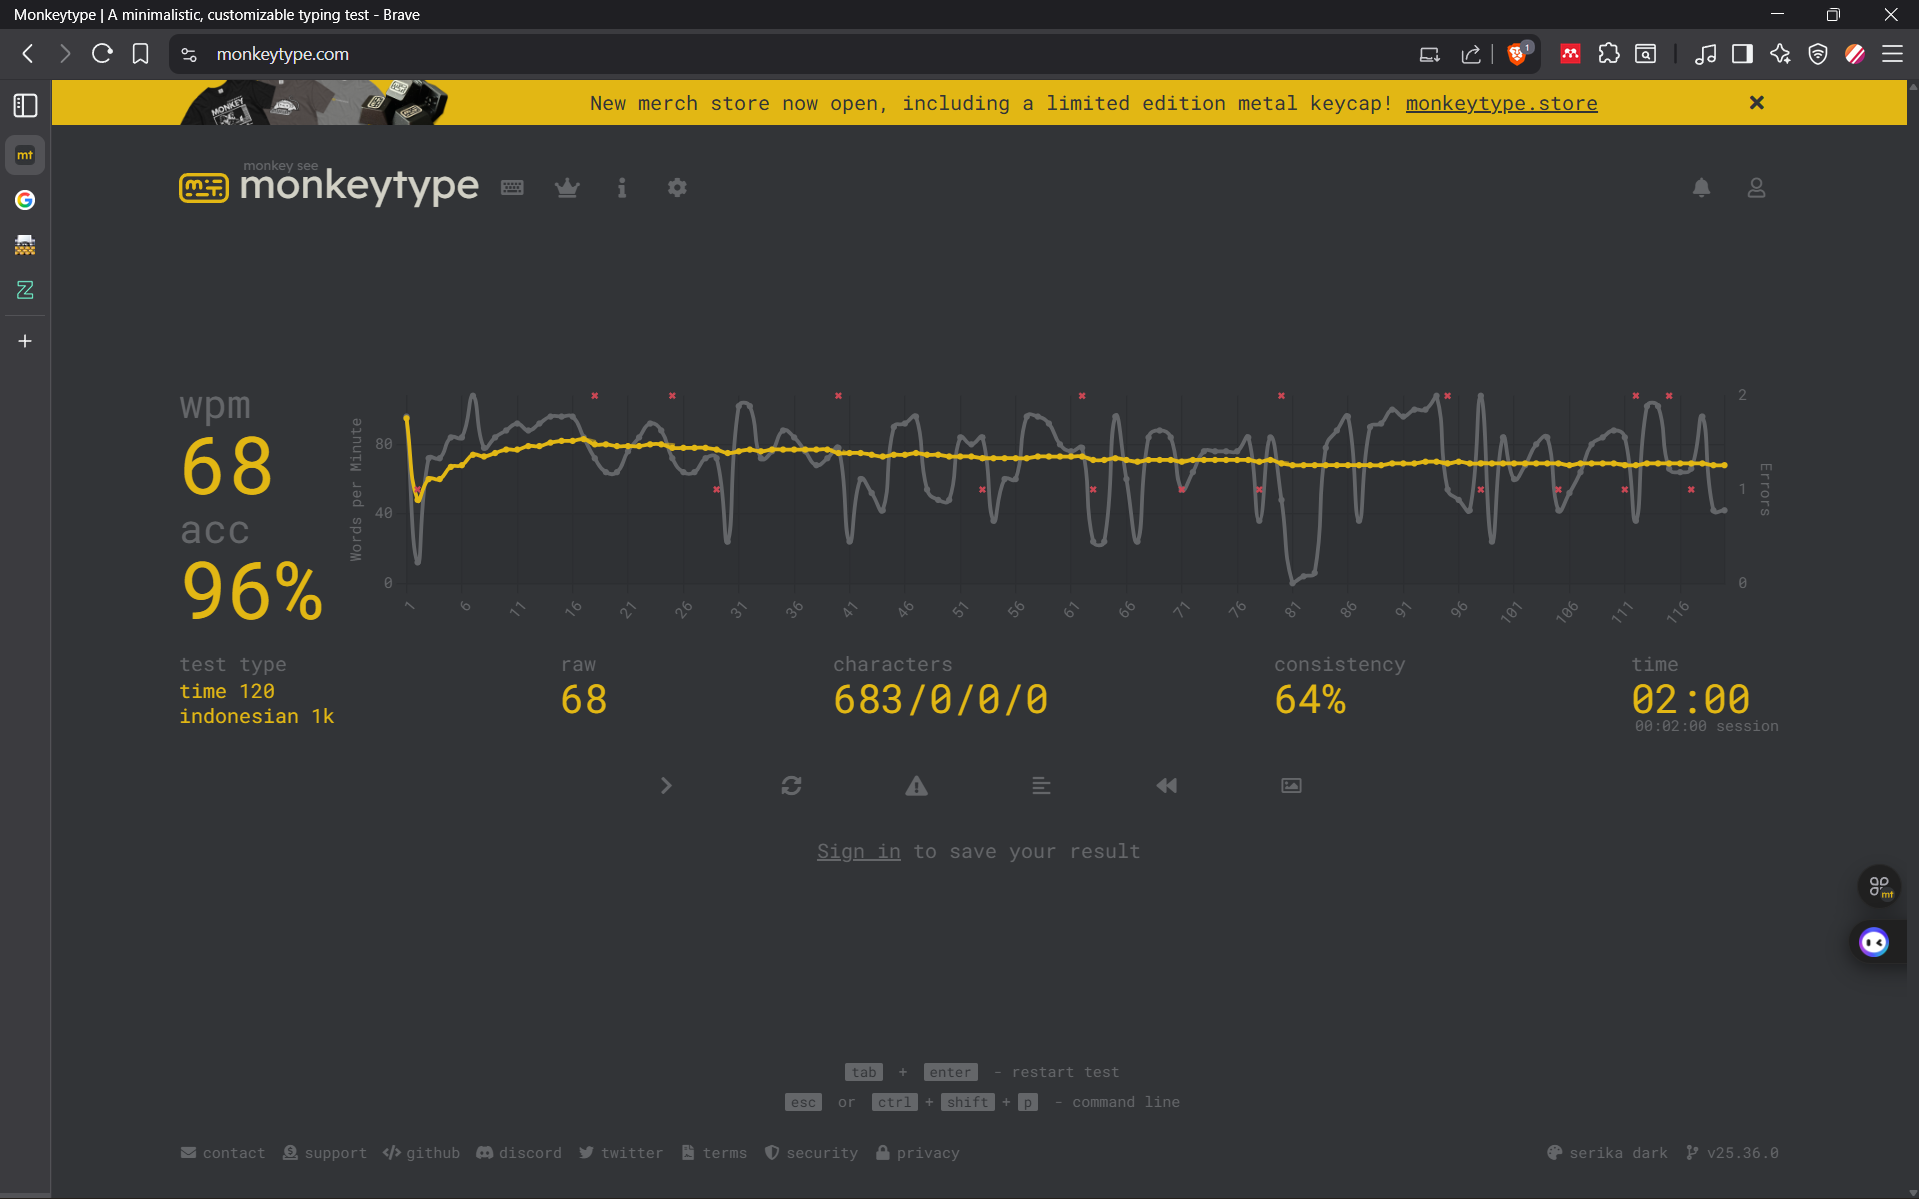 Monkeytype | A minimalistic, customizable typing test - Brave
monkeytype.com
1
MONKEY
New merch store now open, including a limited edition metal keycap! monkeytype.store
mt
monkey see
monkeytype
wpm
68
acc
96%
Words per Minute
80
40
0
2
1
0
Errors
1 6 11 16 21 26 31 36 41 46 51 56 61 66 71 76 81 86 91 96 101 106 111 116
test type
time 120
indonesian 1k
raw
68
characters
683/0/0/0
consistency
64%
time
02:00
00:02:00 session
Sign in to save your result
mt
tab + enter - restart test
esc or ctrl + shift + p - command line
contact support github discord twitter terms security privacy
serika dark v25.36.0